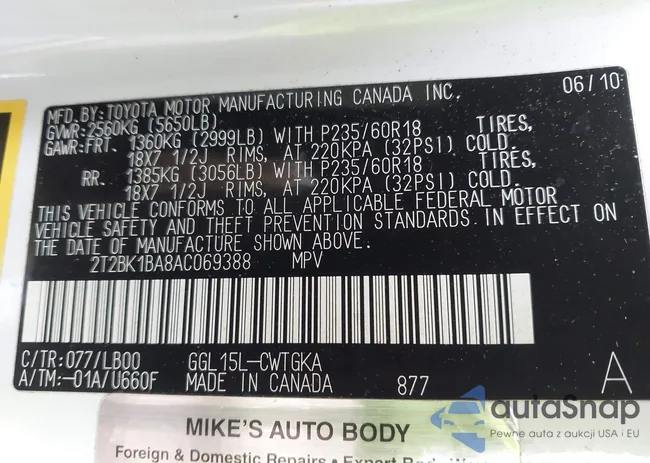 MFD.BY: TOYOTA MOTOR MANUFACTURING CANADA INC. 06/10
GVWR: 2560KG (5650LB)
GAWR: FRT. 1360KG (2999LB) WITH P235/60R18 TIRES,
18X7 1/2J RIMS, AT 220KPA (32PSI) COLD.
RR. 1385KG (3056LB) WITH P235/60R18 TIRES,
18X7 1/2J RIMS, AT 220KPA (32PSI) COLD.
THIS VEHICLE CONFORMS TO ALL APPLICABLE FEDERAL MOTOR
VEHICLE SAFETY AND THEFT PREVENTION STANDARDS IN EFFECT ON
THE DATE OF MANUFACTURE SHOWN ABOVE.
2T2BK1BA8AC069388 MPV
C/TR: 077/LB00 GGL15L-CWTGKA
A/TM: -01A/U660F MADE IN CANADA 877 A
autaSnap
Pewne auta z aukcji USA i EU
MIKE'S AUTO BODY
Foreign & Domestic Repairs • Expert Body